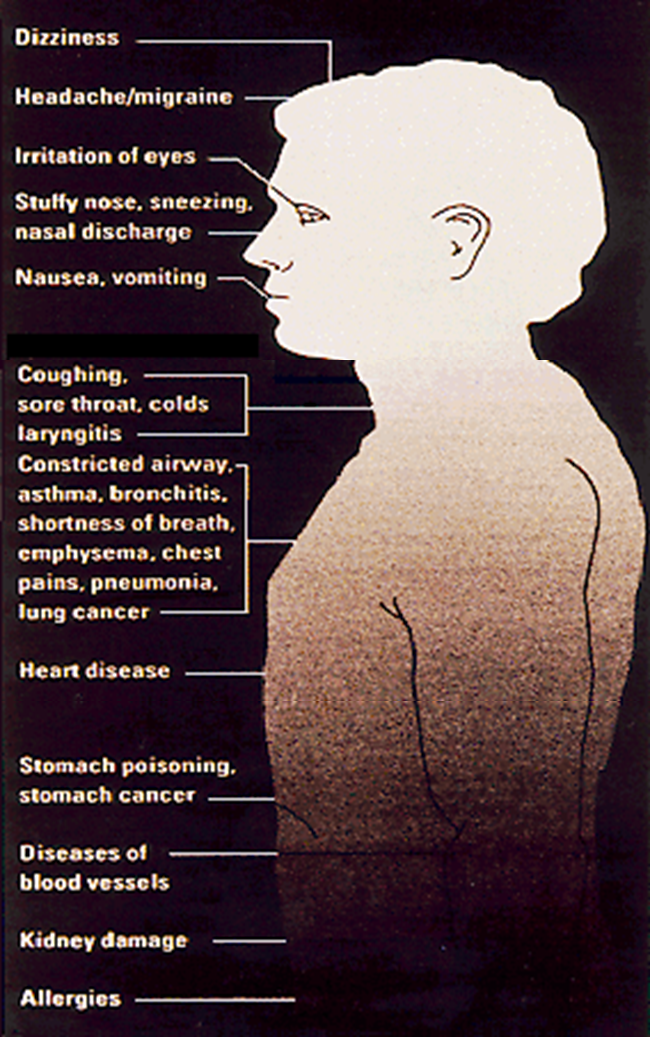 Dizziness
Headache/migraine
Irritation of eyes
Stuffy nose, sneezing,
nasal discharge
Nausea, vomiting
Coughing,
sore throat, colds
laryngitis
Constricted airway,
asthma, bronchitis,
shortness of breath,
emphysema, chest
pains, pneumonia,
lung cancer
Heart disease
Stomach poisoning,
stomach cancer
Diseases of
blood vessels
Kidney damage
Allergies